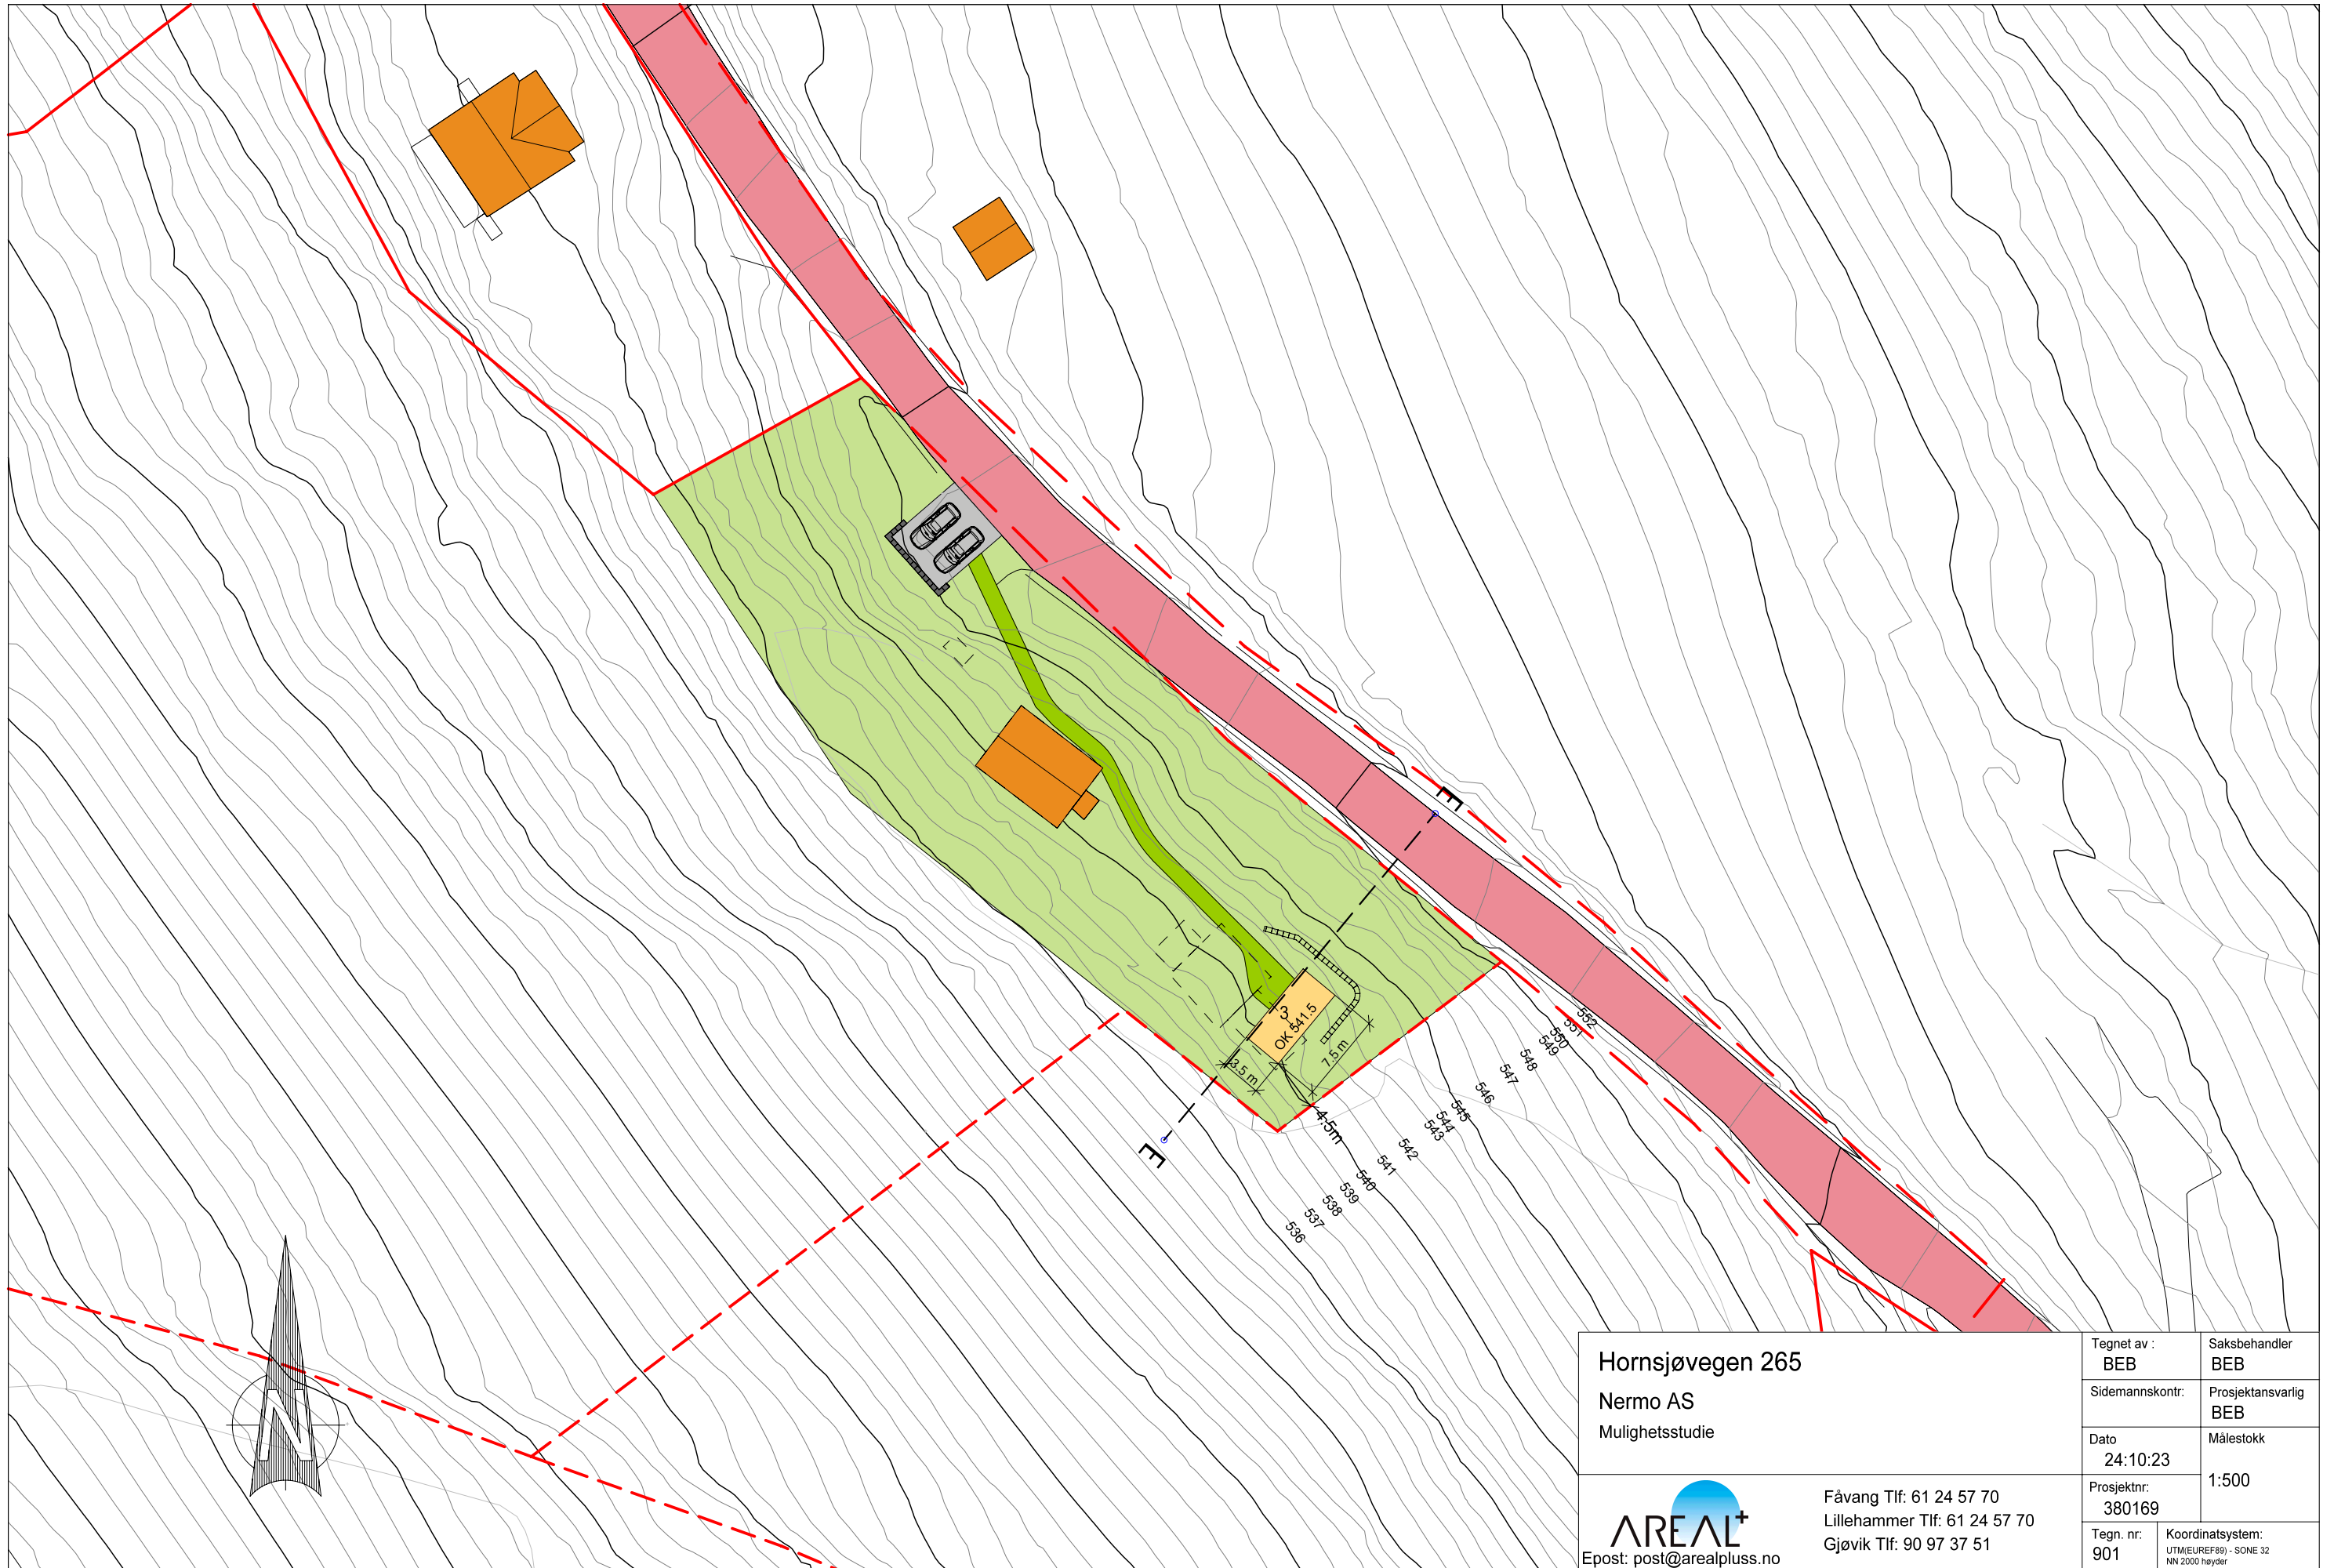 E
3
OK 541.5
3.5 m
7.5 m
4.5m
E
552
551
550
549
548
547
546
545
544
543
542
541
540
539
538
537
536
N
Hornsjøvegen 265
Nermo AS
Mulighetsstudie
Tegnet av :
BEB
Saksbehandler
BEB
Sidemannskontr:
Prosjektansvarlig
BEB
Dato
24:10:23
Målestokk
1:500
Prosjektnr:
380169
Tegn. nr:
901
Koordinatsystem:
UTM(EUREF89) - SONE 32
NN 2000 høyder
AREAL+
Epost: post@arealpluss.no
Fåvang Tlf: 61 24 57 70
Lillehammer Tlf: 61 24 57 70
Gjøvik Tlf: 90 97 37 51